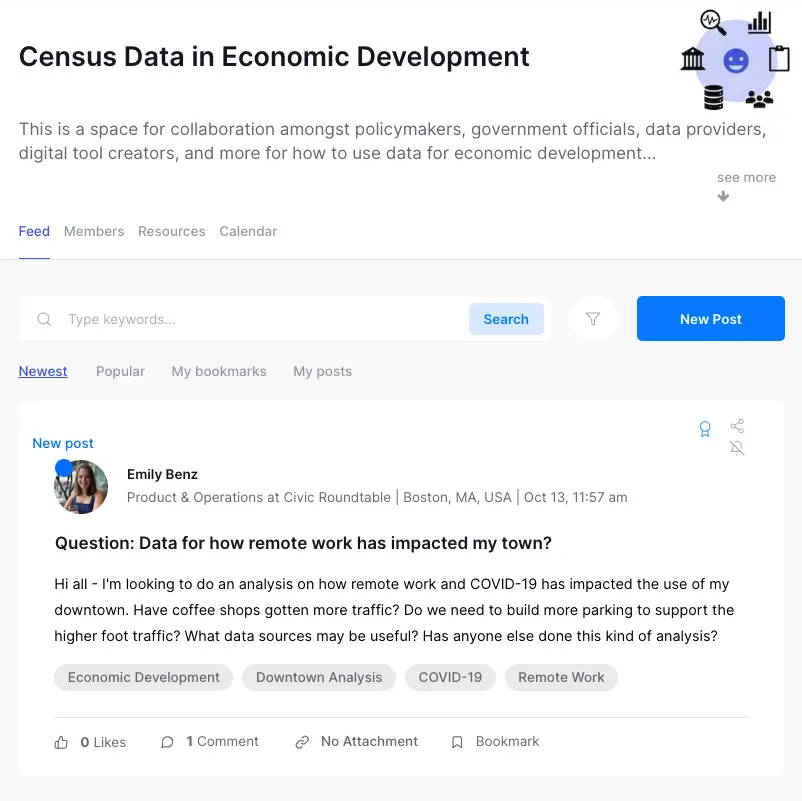 Census Data in Economic Development
This is a space for collaboration amongst policymakers, government officials, data providers,
digital tool creators, and more for how to use data for economic development...
see more
Feed Members Resources Calendar
Type keywords... Search New Post
Newest Popular My bookmarks My posts
New post
Emily Benz
Product & Operations at Civic Roundtable | Boston, MA, USA | Oct 13, 11:57 am
Question: Data for how remote work has impacted my town?
Hi all - I'm looking to do an analysis on how remote work and COVID-19 has impacted the use of my
downtown. Have coffee shops gotten more traffic? Do we need to build more parking to support the
higher foot traffic? What data sources may be useful? Has anyone else done this kind of analysis?
Economic Development Downtown Analysis COVID-19 Remote Work
0 Likes 1 Comment No Attachment Bookmark